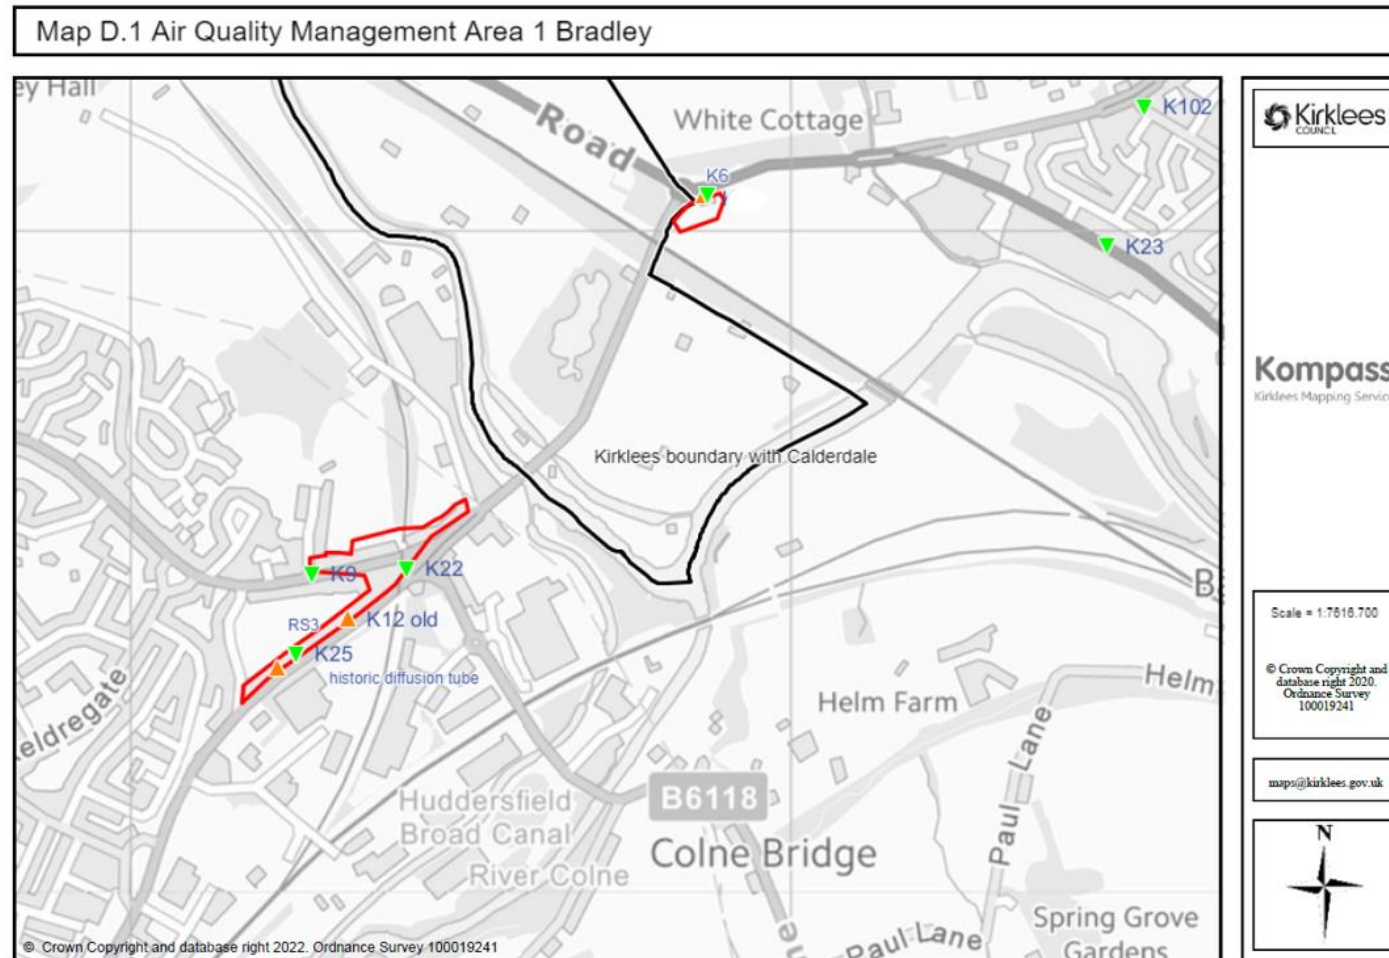 Map D.1 Air Quality Management Area 1 Bradley
ey Hall
Road
White Cottage
K102
K6
K23
Kirklees boundary with Calderdale
K9
K22
K12 old
RS3
K25
historic diffusion tube
eldregate
Helm Farm
Helm
B6118
Paul Lane
Huddersfield
Broad Canal
Colne Bridge
River Colne
Spring Grove
Gardens
Paul Lane
© Crown Copyright and database right 2022. Ordnance Survey 100019241
Kirklees
COUNCIL
Kompass
Kirklees Mapping Service
Scale = 1:7616.700
© Crown Copyright and
database right 2020.
Ordnance Survey
100019241
maps@kirklees.gov.uk
N